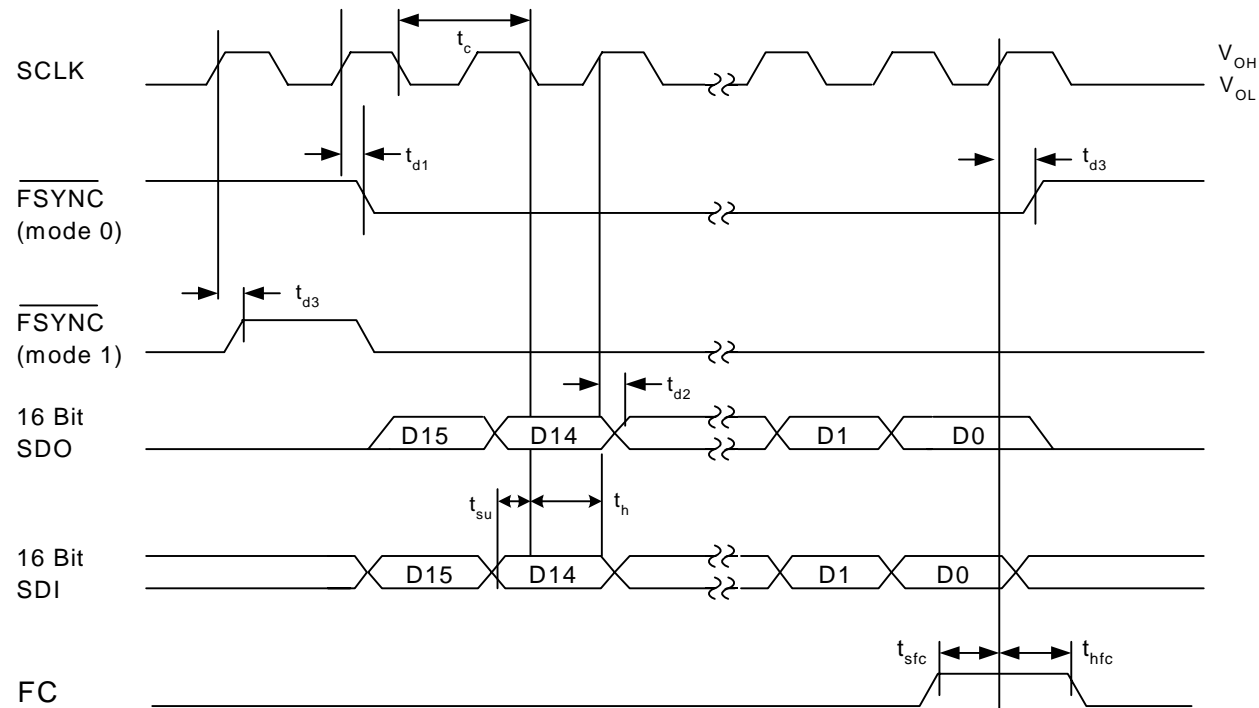 t_c
SCLK
V_OH
V_OL
t_d1
t_d3
FSYNC
(mode 0)
t_d3
FSYNC
(mode 1)
t_d2
16 Bit
SDO
D15
D14
D1
D0
t_su
t_h
16 Bit
SDI
D15
D14
D1
D0
t_sfc
t_hfc
FC